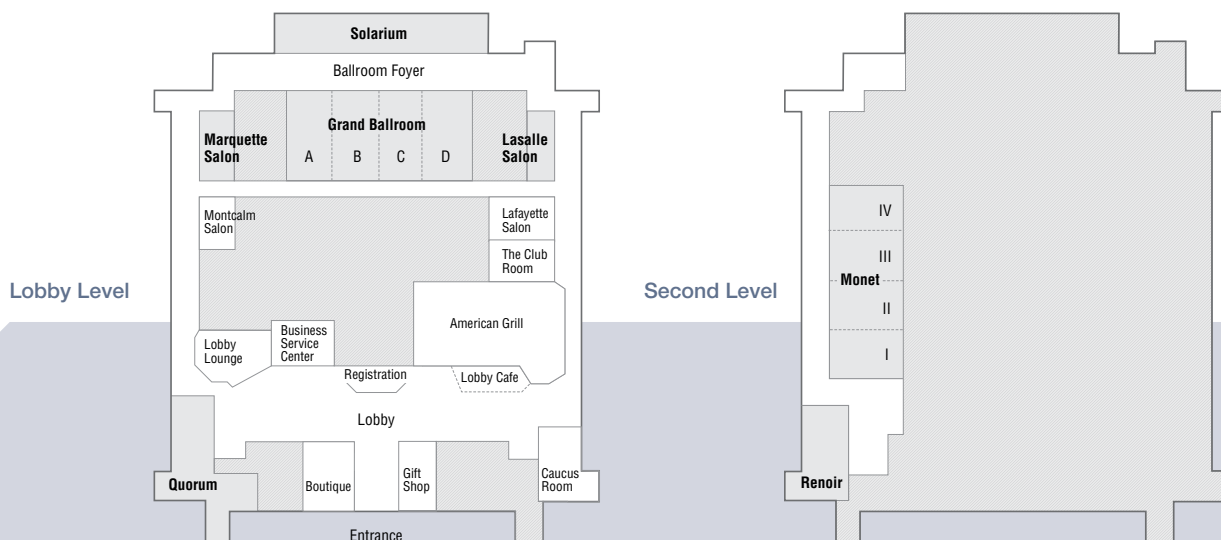 Solarium
Ballroom Foyer
Grand Ballroom
Marquette
Salon
A B C D
Lasalle
Salon
Montcalm
Salon
Lafayette
Salon
The Club
Room
Lobby Level
American Grill
Business
Service
Center
Lobby
Lounge
Registration
Lobby Cafe
Lobby
Quorum
Boutique
Gift
Shop
Caucus
Room
Entrance
Second Level
IV
III
Monet
II
I
Renoir